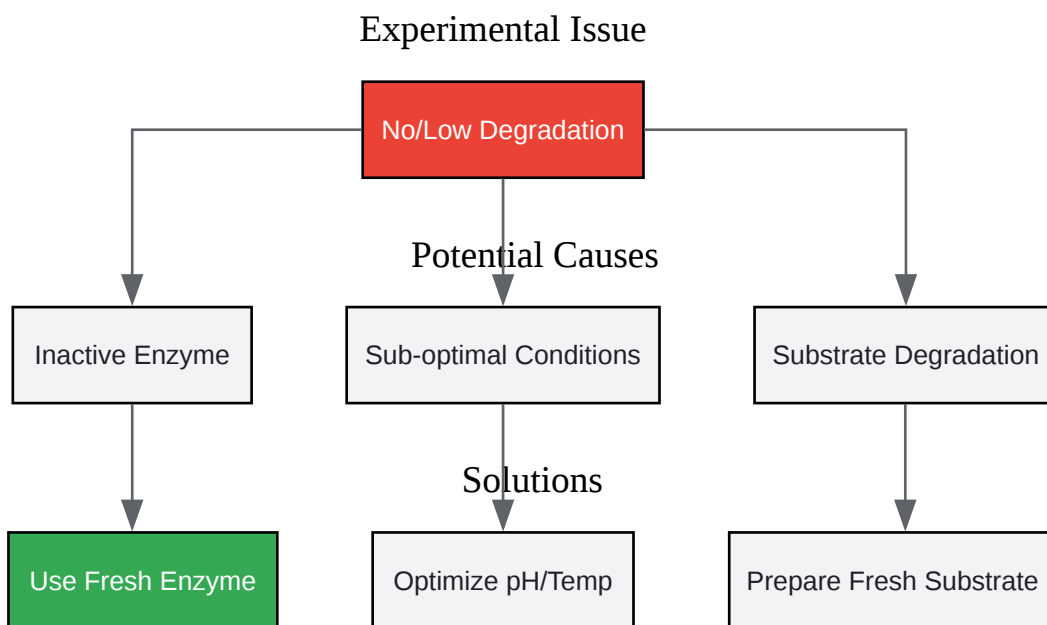 Experimental Issue
No/Low Degradation
Potential Causes
Inactive Enzyme
Sub-optimal Conditions
Substrate Degradation
Solutions
Use Fresh Enzyme
Optimize pH/Temp
Prepare Fresh Substrate